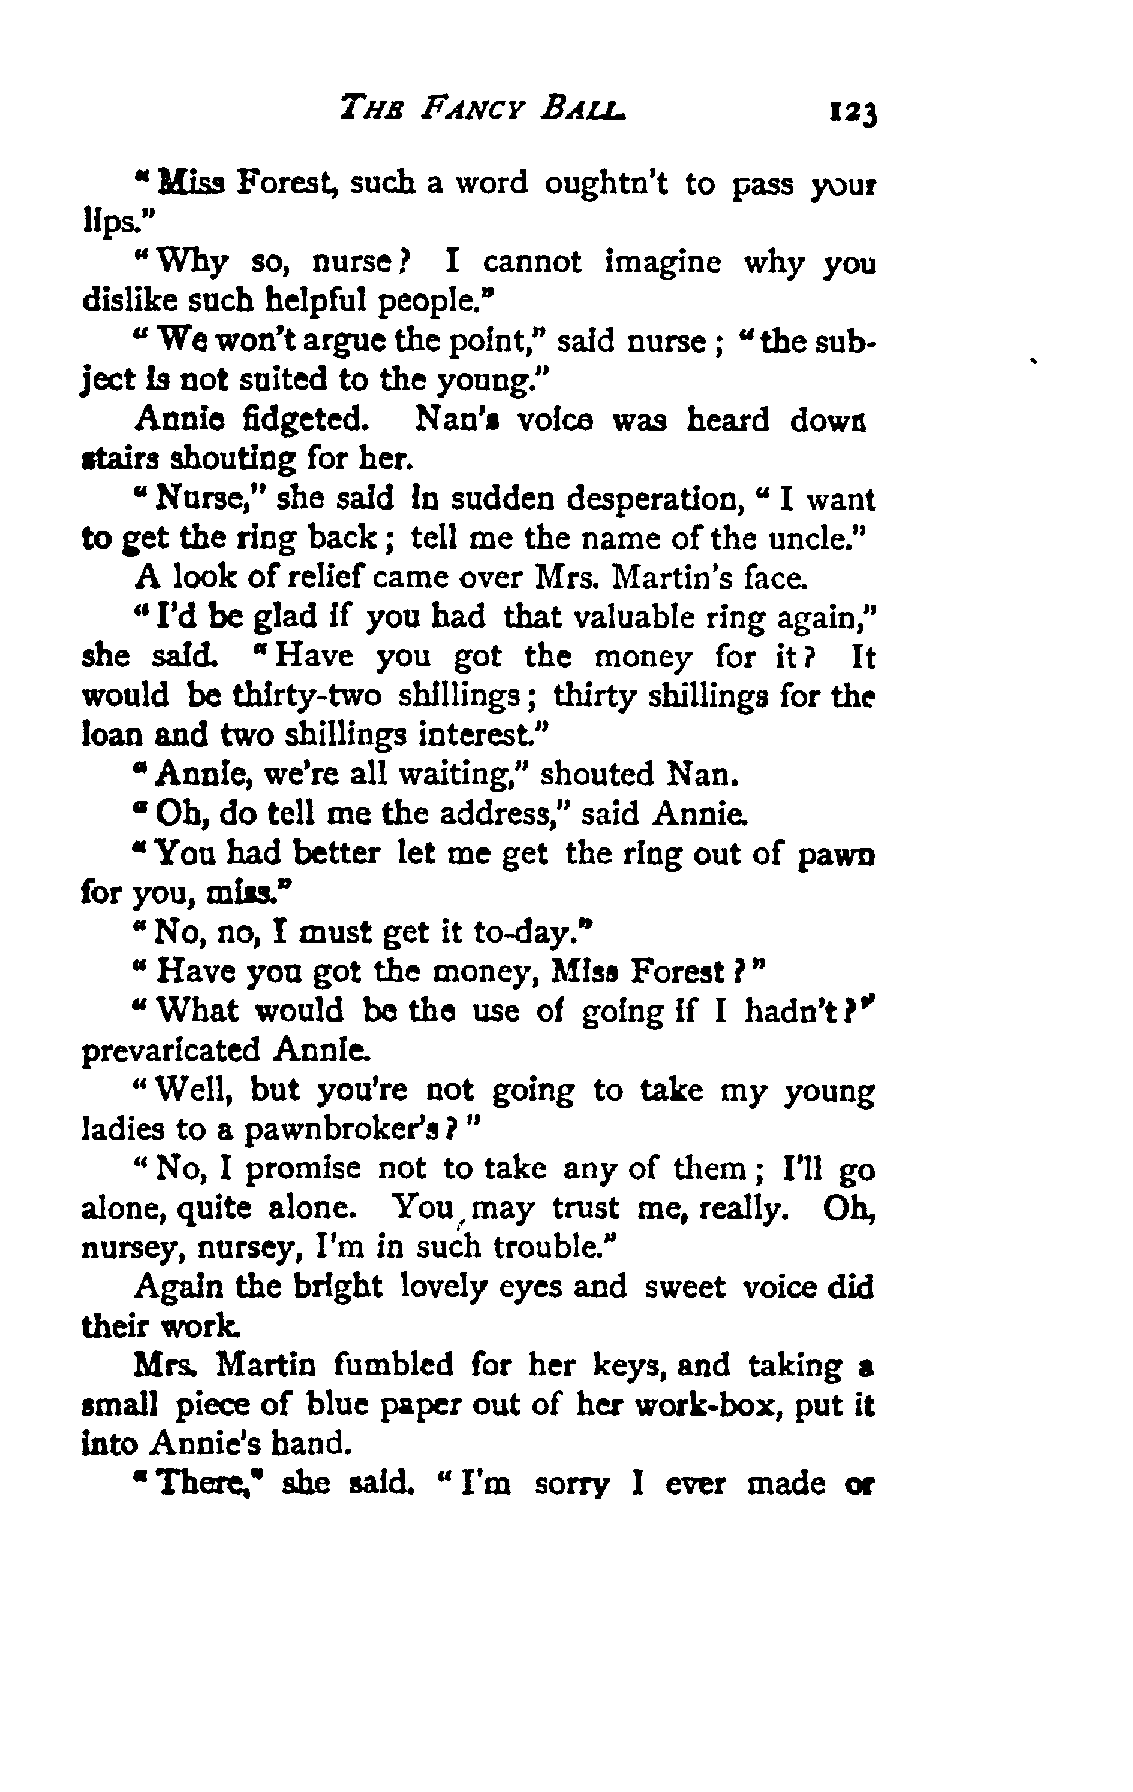 THE FANCY BALL. 123
"Miss Forest, such a word oughtn't to pass your
lips."
"Why so, nurse? I cannot imagine why you
dislike such helpful people."
"We won't argue the point," said nurse; "the sub-
ject is not suited to the young."
Annie fidgeted. Nan's voice was heard down
stairs shouting for her.
"Nurse," she said in sudden desperation, "I want
to get the ring back; tell me the name of the uncle."
A look of relief came over Mrs. Martin's face.
"I'd be glad if you had that valuable ring again,"
she said. "Have you got the money for it? It
would be thirty-two shillings; thirty shillings for the
loan and two shillings interest."
"Annie, we're all waiting," shouted Nan.
"Oh, do tell me the address," said Annie.
"You had better let me get the ring out of pawn
for you, miss."
"No, no, I must get it to-day."
"Have you got the money, Miss Forest?"
"What would be the use of going if I hadn't?"
prevaricated Annie.
"Well, but you're not going to take my young
ladies to a pawnbroker's?"
"No, I promise not to take any of them; I'll go
alone, quite alone. You may trust me, really. Oh,
nursey, nursey, I'm in such trouble."
Again the bright lovely eyes and sweet voice did
their work.
Mrs. Martin fumbled for her keys, and taking a
small piece of blue paper out of her work-box, put it
into Annie's hand.
"There," she said. "I'm sorry I ever made or